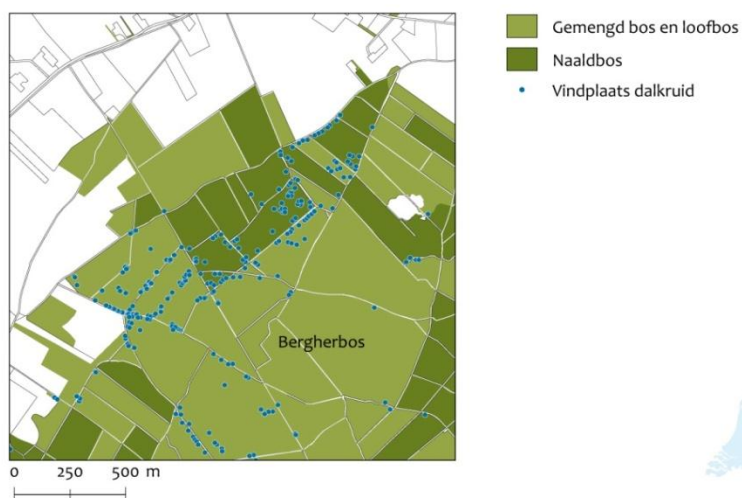 Gemengd bos en loofbos
Naaldbos
Vindplaats dalkruid
Bergherbos
0 250 500 m